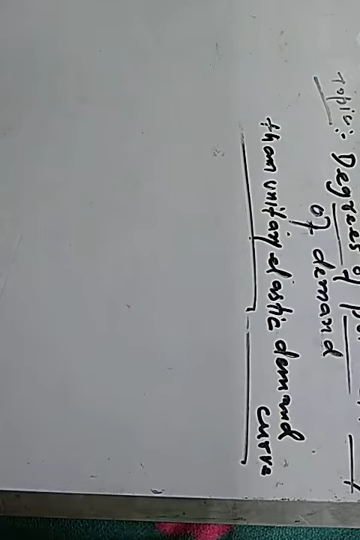 Topic:- Degrees of
of demand
than unitary elastic demand
curve